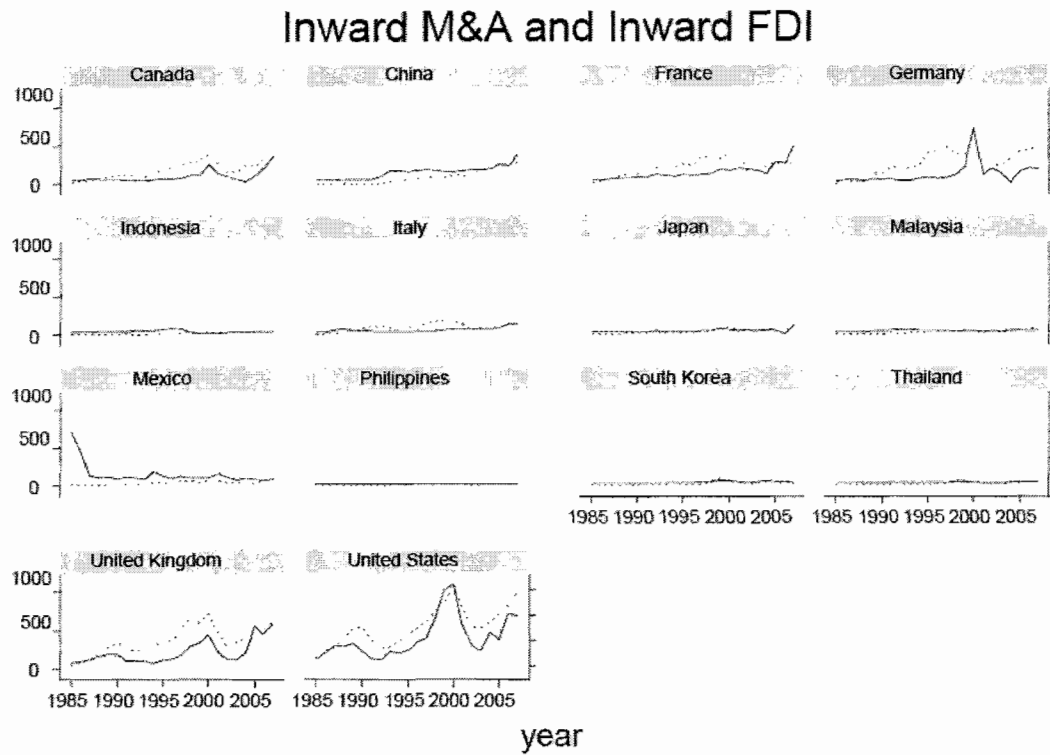 Inward M&A and Inward FDI
Canada China France Germany
1000
500
0
Indonesia Italy Japan Malaysia
1000
500
0
Mexico Philippines South Korea Thailand
1000
500
0
1985 1990 1995 2000 2005 1985 1990 1995 2000 2005
United Kingdom United States
1000
500
0
1985 1990 1995 2000 2005 1985 1990 1995 2000 2005
year